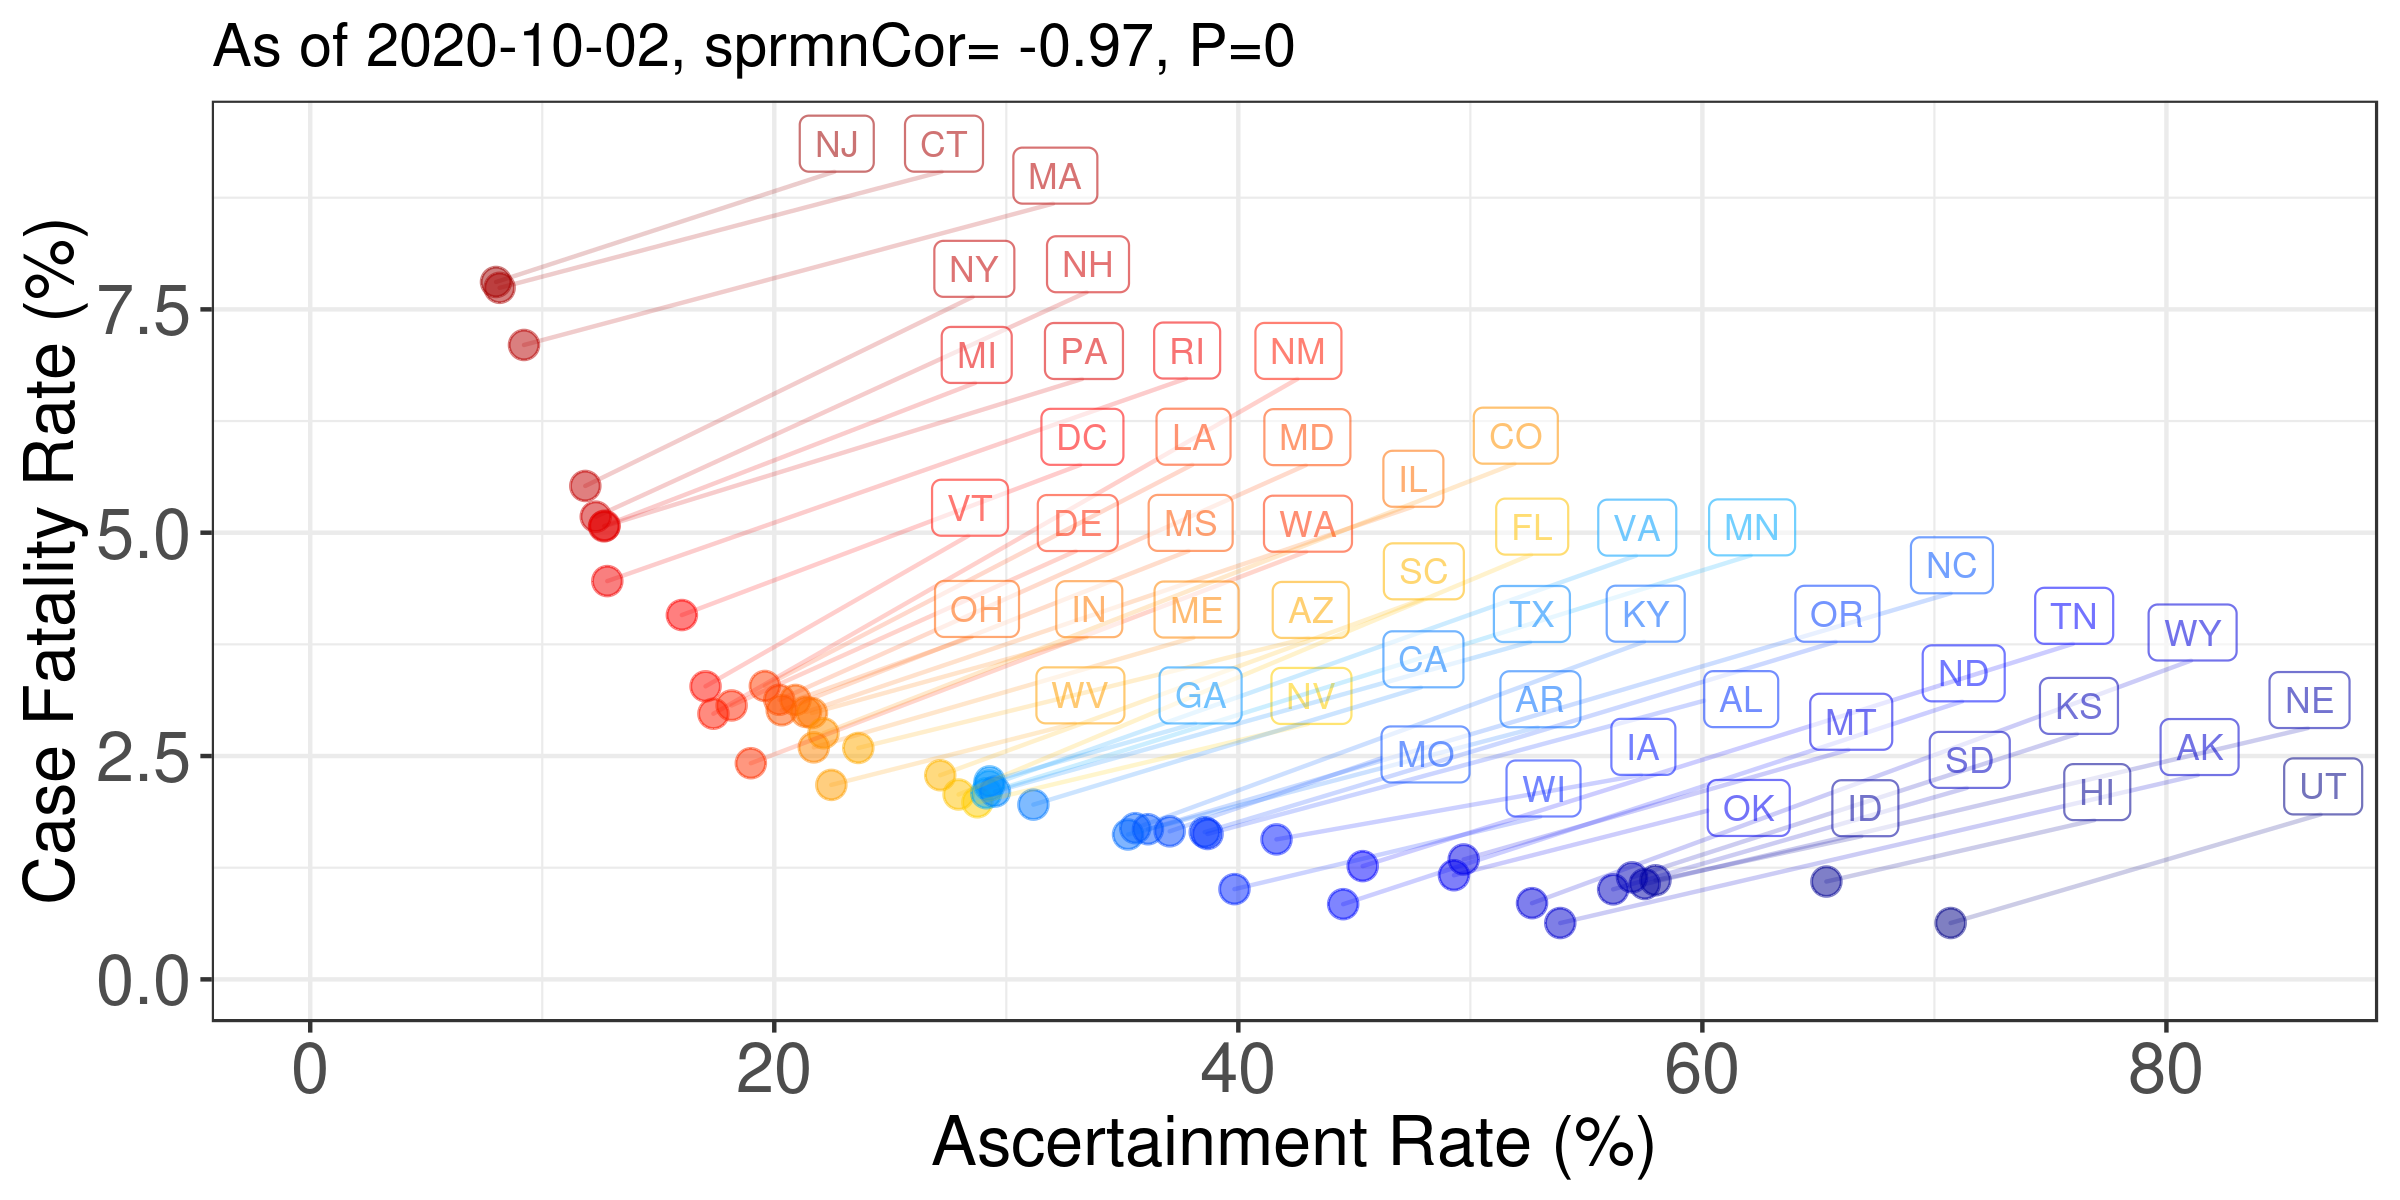 As of 2020-10-02, sprmnCor= -0.97, P=0
Case Fatality Rate (%)
7.5
5.0
2.5
0.0
NJ CT MA
NY NH
MI PA RI NM
DC LA MD IL CO
VT DE MS WA SC FL VA MN NC
OH IN ME AZ CA TX KY OR TN WY
WV GA NV MO AR AL ND KS NE
WI IA MT SD AK
OK ID HI UT
0 20 40 60 80
Ascertainment Rate (%)